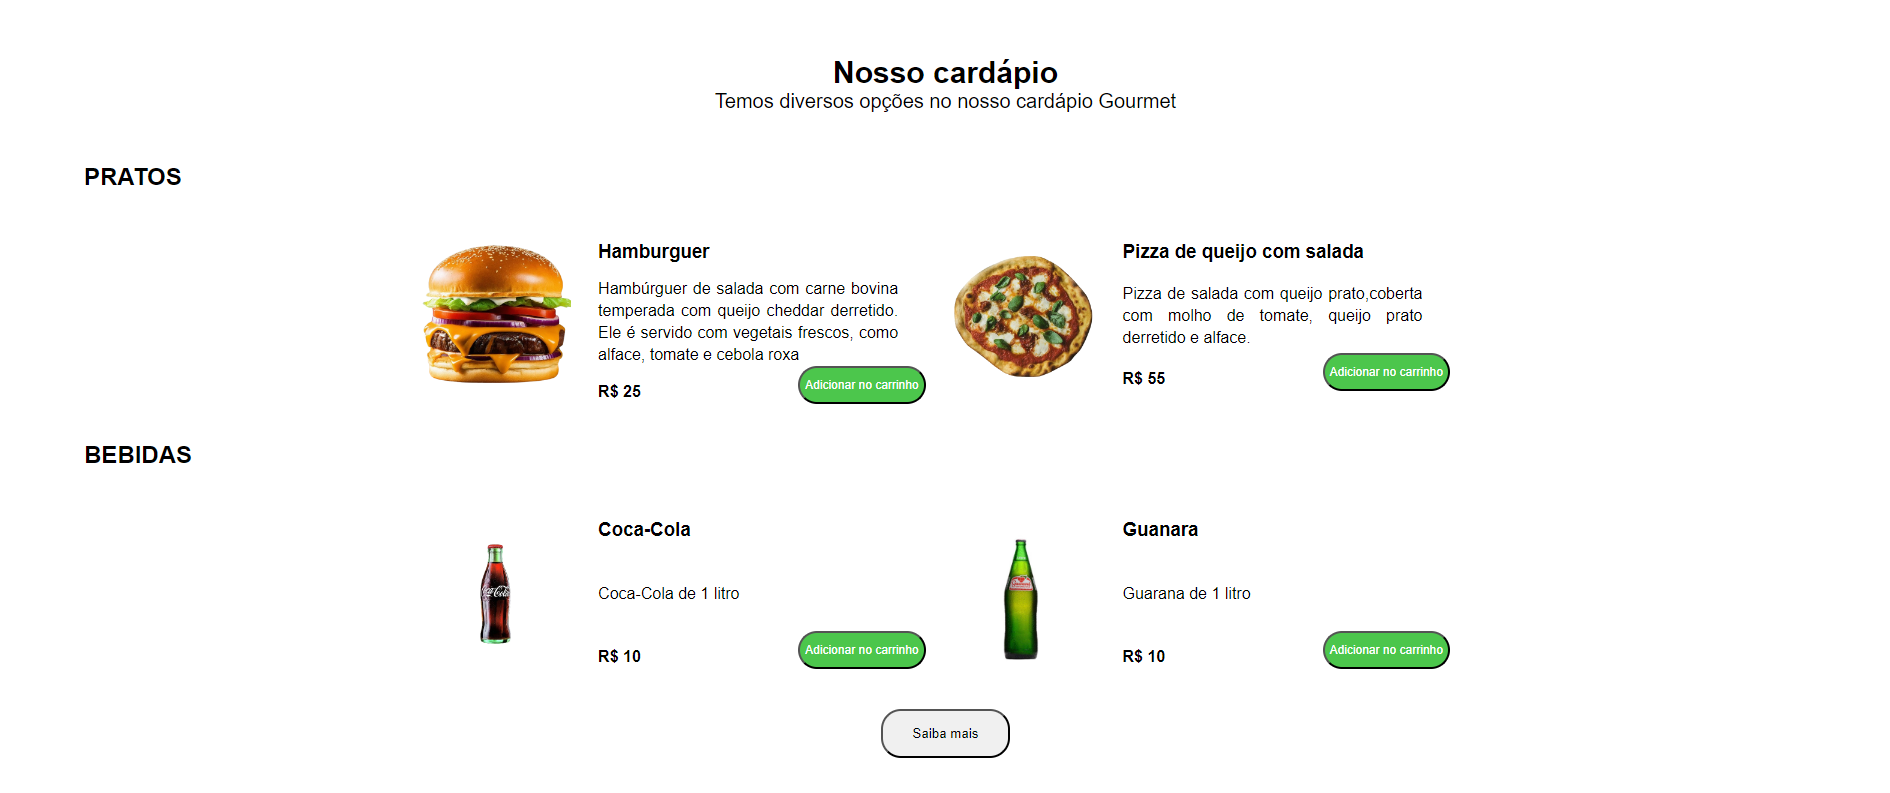 Nosso cardápio
Temos diversos opções no nosso cardápio Gourmet
PRATOS
Hamburguer
Hambúrguer de salada com carne bovina
temperada com queijo cheddar derretido.
Ele é servido com vegetais frescos, como
alface, tomate e cebola roxa
R$ 25
Adicionar no carrinho
Pizza de queijo com salada
Pizza de salada com queijo prato,coberta
com molho de tomate, queijo prato
derretido e alface.
R$ 55
Adicionar no carrinho
BEBIDAS
Coca-Cola
Coca-Cola de 1 litro
R$ 10
Adicionar no carrinho
Guanara
Guarana de 1 litro
R$ 10
Adicionar no carrinho
Saiba mais